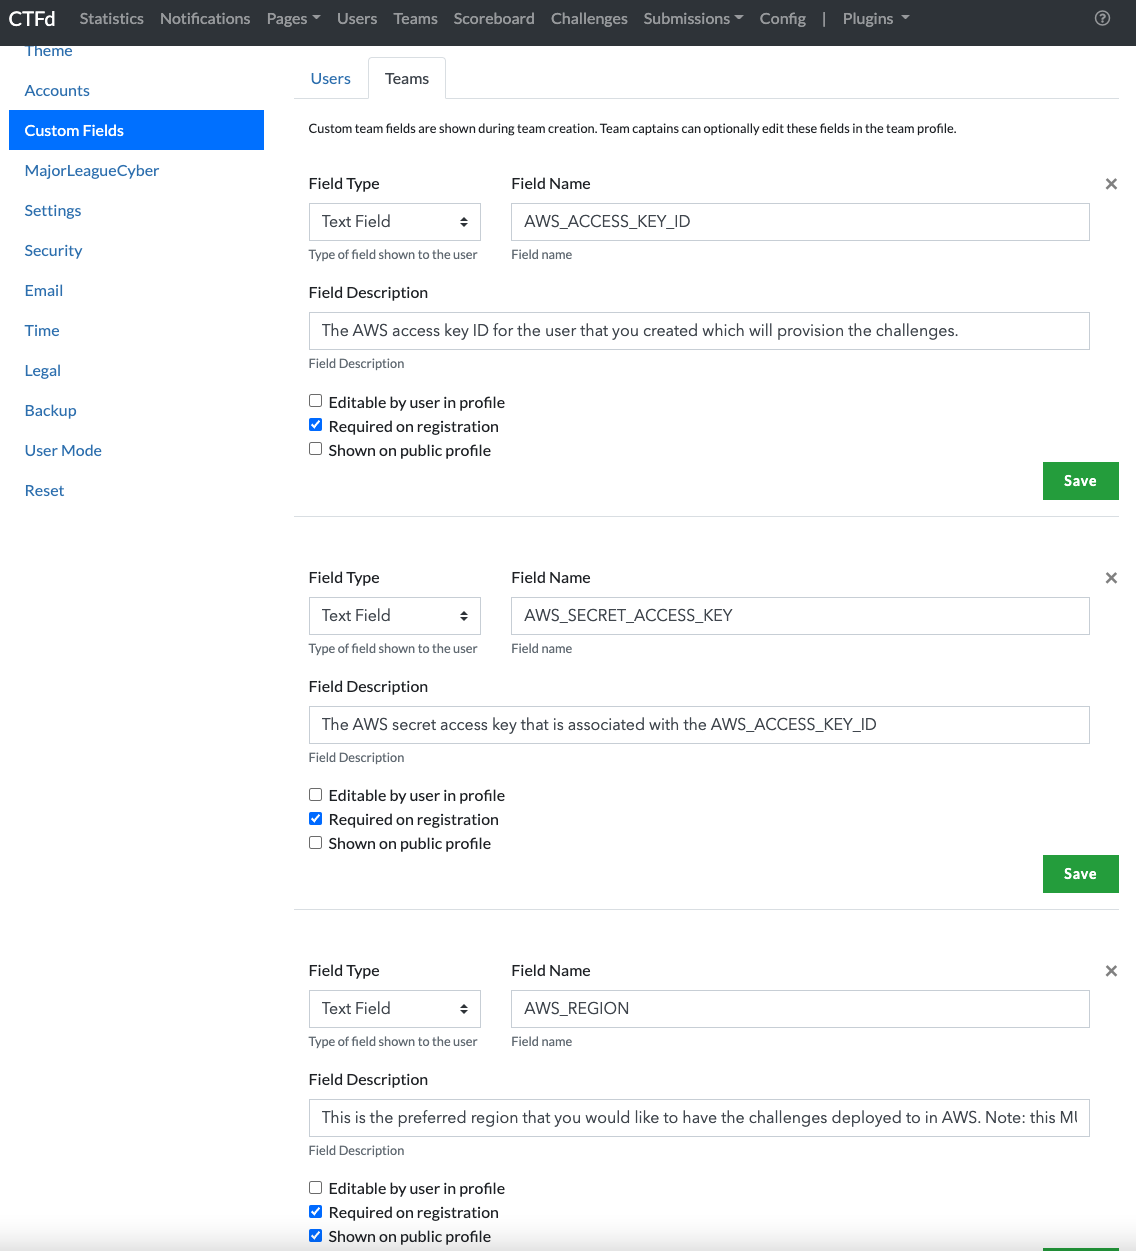 CTFd Statistics Notifications Pages Users Teams Scoreboard Challenges Submissions Config | Plugins ?
Theme
Accounts
Custom Fields
MajorLeagueCyber
Settings
Security
Email
Time
Legal
Backup
User Mode
Reset
Users Teams
Custom team fields are shown during team creation. Team captains can optionally edit these fields in the team profile.
Field Type Field Name
Text Field AWS_ACCESS_KEY_ID
Type of field shown to the user Field name
Field Description
The AWS access key ID for the user that you created which will provision the challenges.
Field Description
Editable by user in profile
Required on registration
Shown on public profile
Save
Field Type Field Name
Text Field AWS_SECRET_ACCESS_KEY
Type of field shown to the user Field name
Field Description
The AWS secret access key that is associated with the AWS_ACCESS_KEY_ID
Field Description
Editable by user in profile
Required on registration
Shown on public profile
Save
Field Type Field Name
Text Field AWS_REGION
Type of field shown to the user Field name
Field Description
This is the preferred region that you would like to have the challenges deployed to in AWS. Note: this
Field Description
Editable by user in profile
Required on registration
Shown on public profile